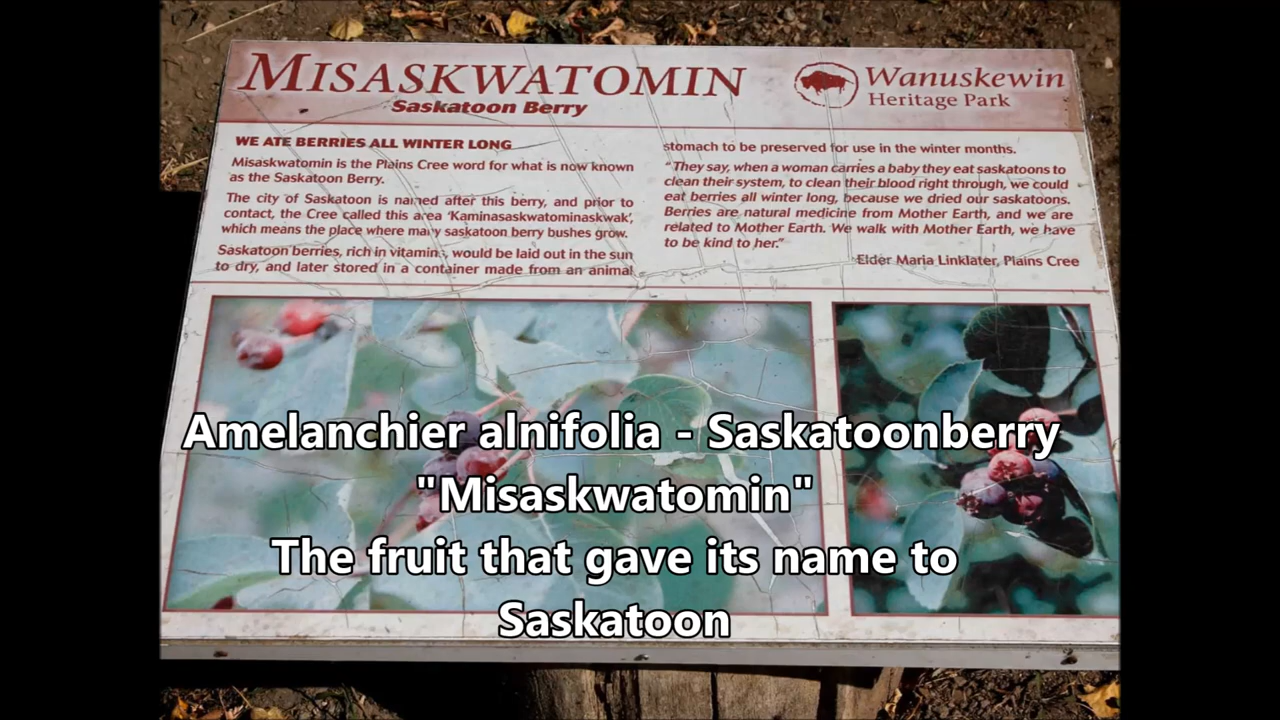 MISASKWATOMIN
Saskatoon Berry
Wanuskewin
Heritage Park
WE ATE BERRIES ALL WINTER LONG
Misaskwatomin is the Plains Cree word for what is now known
as the Saskatoon Berry.
The city of Saskatoon is named after this berry, and prior to
contact, the Cree called this area ‘Kaminasaskwatominaskwak’,
which means the place where many saskatoon berry bushes grow.
Saskatoon berries, rich in vitamins, would be laid out in the sun
to dry, and later stored in a container made from an animal
stomach to be preserved for use in the winter months.
“They say, when a woman carries a baby they eat saskatoons to
clean their system, to clean their blood right through, we could
eat berries all winter long, because we dried our saskatoons.
Berries are natural medicine from Mother Earth, and we are
related to Mother Earth. We walk with Mother Earth, we have
to be kind to her.”
Elder Maria Linklater, Plains Cree
Amelanchier alnifolia - Saskatoonberry
"Misaskwatomin"
The fruit that gave its name to
Saskatoon